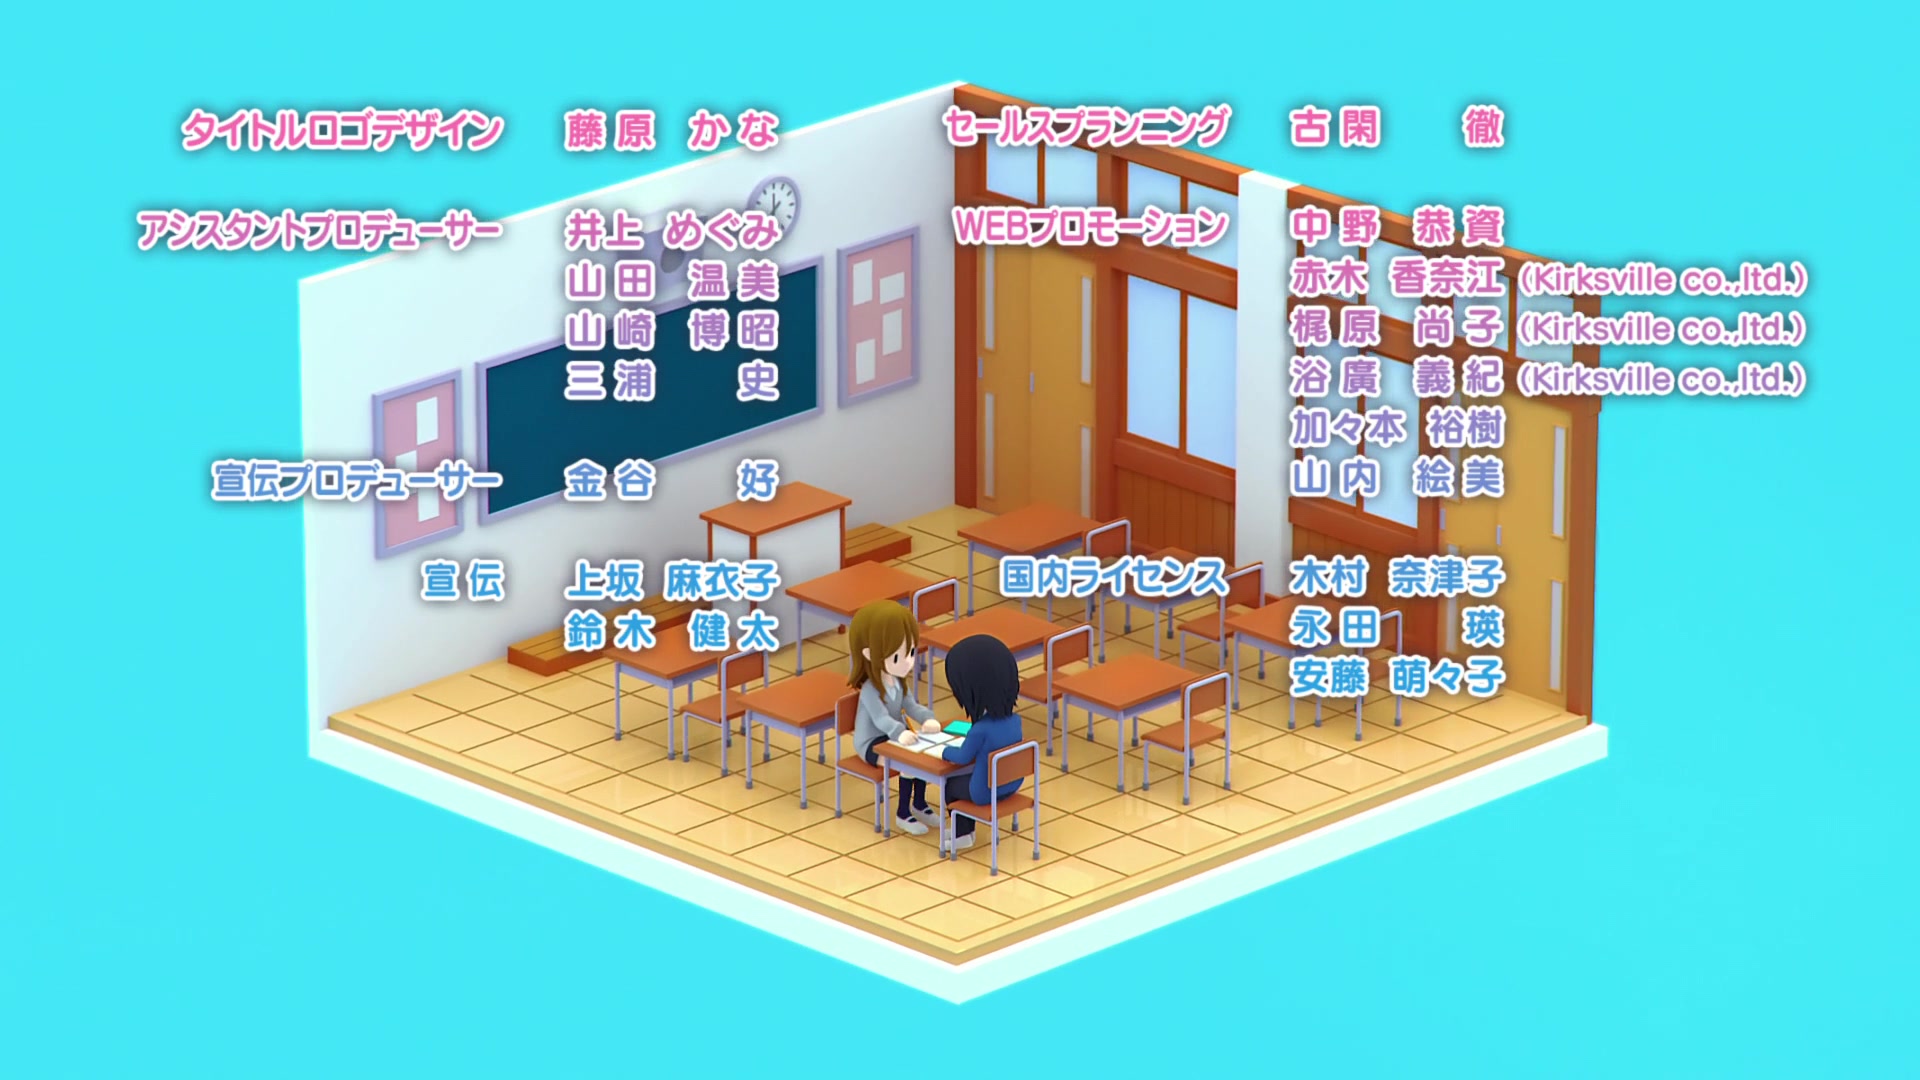 タイトルロゴデザイン 藤原 かな
アシスタントプロデューサー 井上 めぐみ
山田 温美
山崎 博昭
三浦 史
宣伝プロデューサー 金谷 好
宣伝 上坂 麻衣子
鈴木 健太
セールスプランニング 古閑 徹
WEBプロモーション 中野 恭資
赤木 香奈江 (Kirksville co.,ltd.)
梶原 尚子 (Kirksville co.,ltd.)
浴廣 義紀 (Kirksville co.,ltd.)
加々本 裕樹
山内 絵美
国内ライセンス 木村 奈津子
永田 瑛
安藤 萌々子